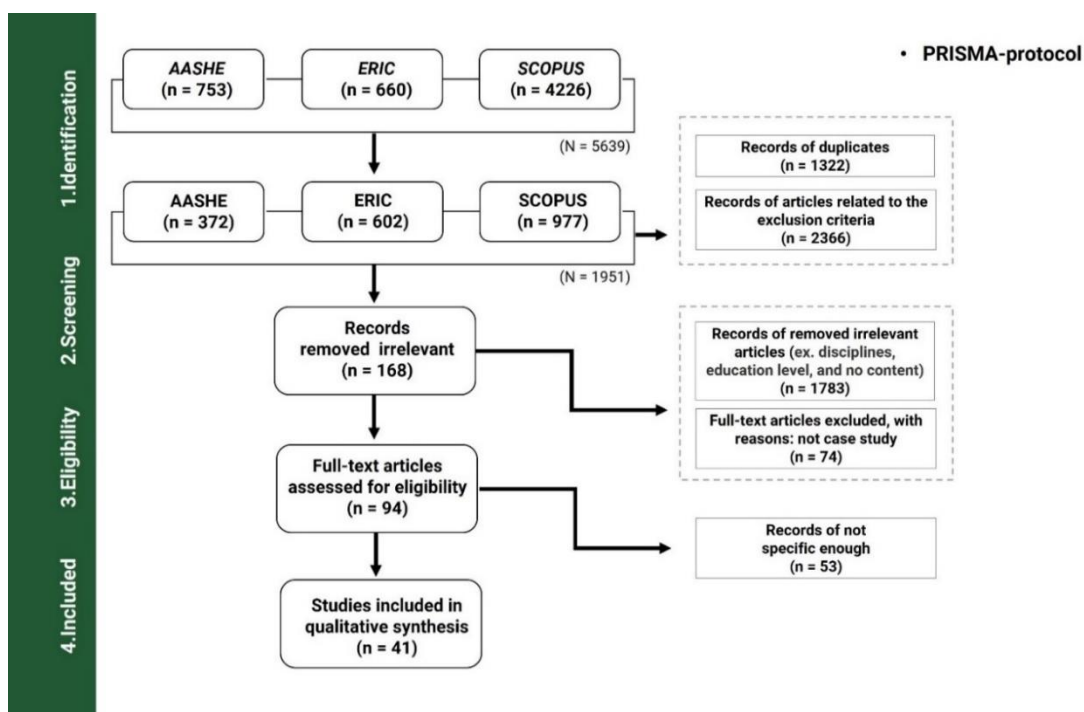 • PRISMA-protocol
1.Identification
AASHE
(n = 753)
ERIC
(n = 660)
SCOPUS
(n = 4226)
(N = 5639)
AASHE
(n = 372)
ERIC
(n = 602)
SCOPUS
(n = 977)
(N = 1951)
Records of duplicates
(n = 1322)
Records of articles related to the
exclusion criteria
(n = 2366)
2.Screening
Records
removed irrelevant
(n = 168)
Records of removed irrelevant
articles (ex. disciplines,
education level, and no content)
(n = 1783)
Full-text articles excluded, with
reasons: not case study
(n = 74)
3.Eligibility
Full-text articles
assessed for eligibility
(n = 94)
Records of not
specific enough
(n = 53)
4.Included
Studies included in
qualitative synthesis
(n = 41)